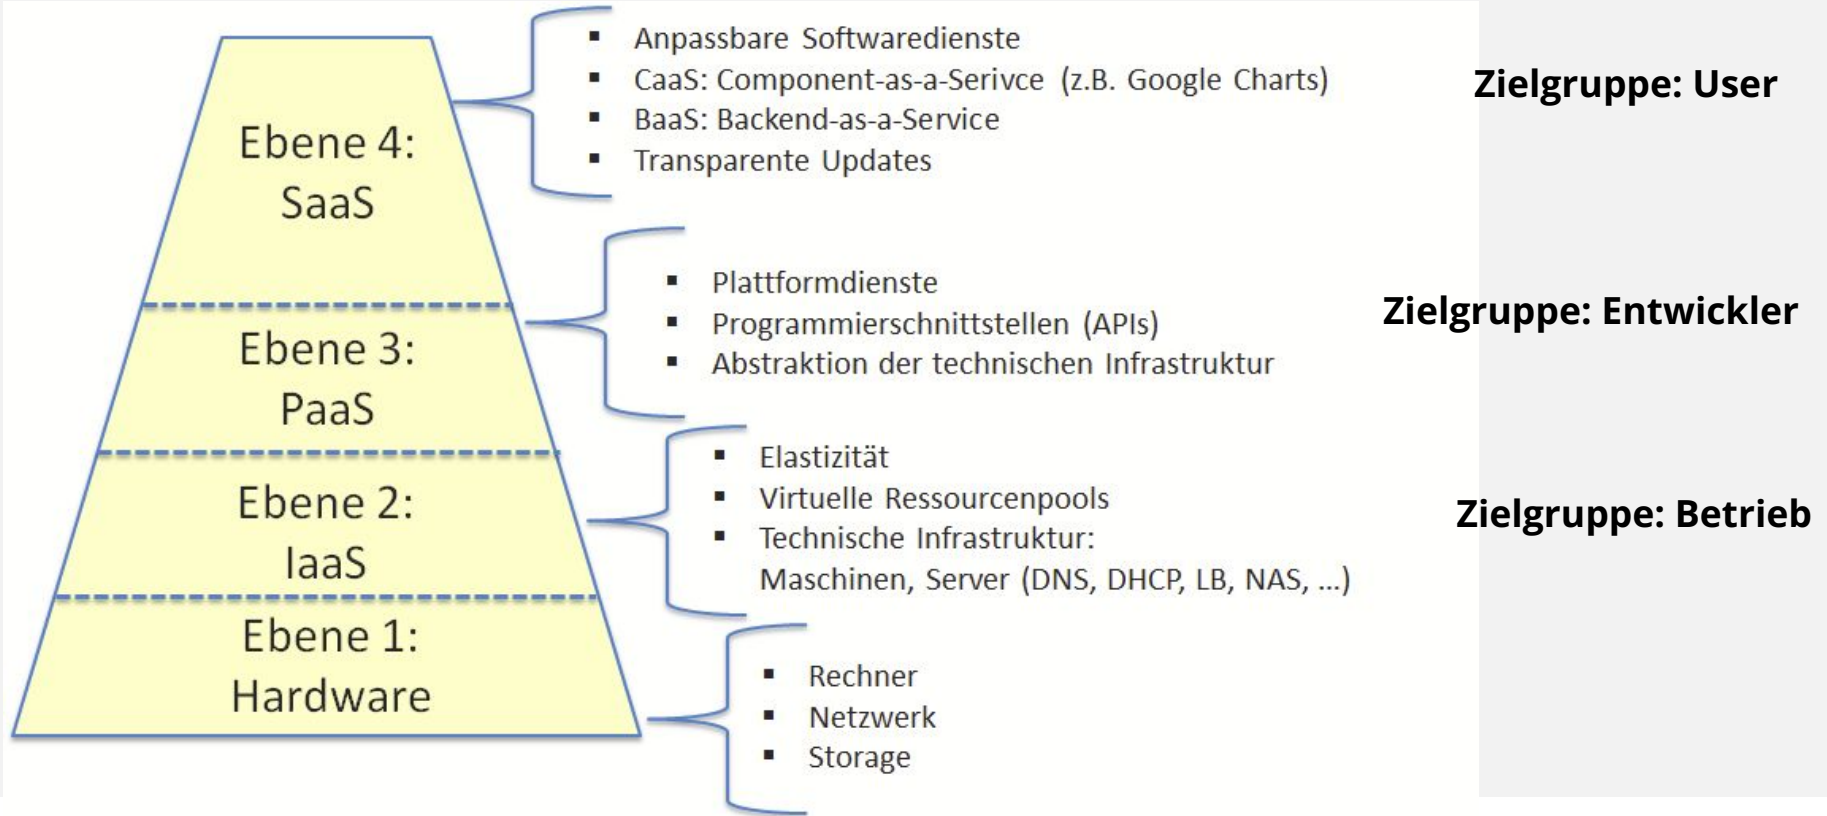 Ebene 4:
SaaS
Anpassbare Softwaredienste
CaaS: Component-as-a-Serivce (z.B. Google Charts)
BaaS: Backend-as-a-Service
Transparente Updates
Zielgruppe: User
Ebene 3:
PaaS
Plattformdienste
Programmierschnittstellen (APIs)
Abstraktion der technischen Infrastruktur
Zielgruppe: Entwickler
Ebene 2:
IaaS
Elastizität
Virtuelle Ressourcenpools
Technische Infrastruktur:
Maschinen, Server (DNS, DHCP, LB, NAS, ...)
Zielgruppe: Betrieb
Ebene 1:
Hardware
Rechner
Netzwerk
Storage